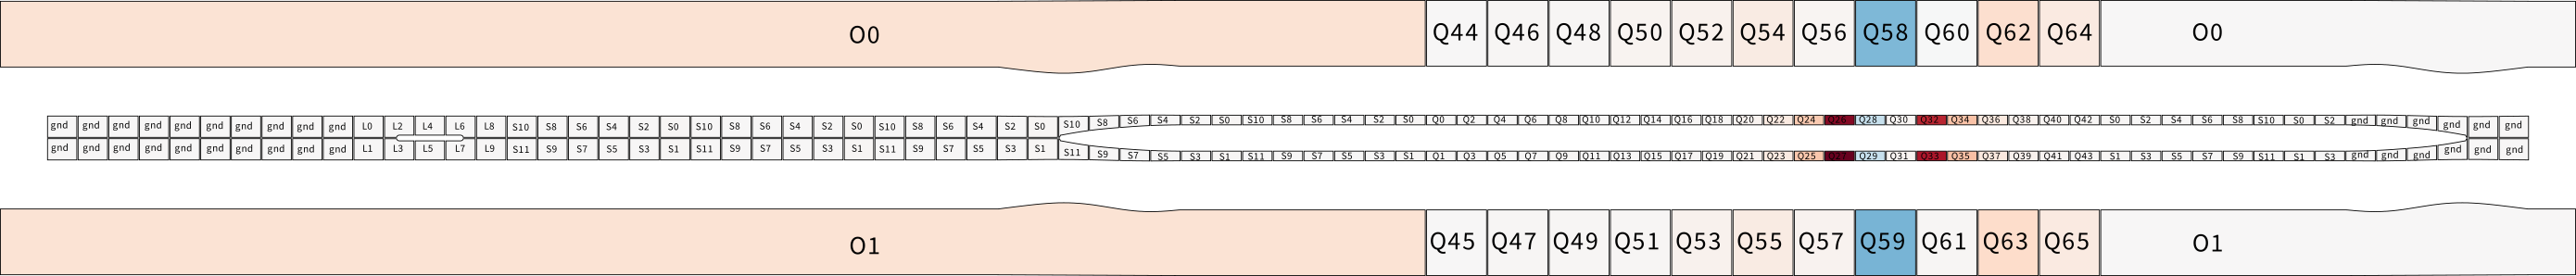 O0 Q44 Q46 Q48 Q50 Q52 Q54 Q56 Q58 Q60 Q62 Q64 O0
gnd gnd gnd gnd gnd gnd gnd gnd gnd gnd L0 L2 L4 L6 L8 S10 S8 S6 S4 S2 S0 S10 S8 S6 S4 S2 S0 S10 S8 S6 S4 S2 S0 S10 S8 S6 S4 S2 S0 S10 S8 S6 S4 S2 S0 Q0 Q2 Q4 Q6 Q8 Q10 Q12 Q14 Q16 Q18 Q20 Q22 Q24 Q26 Q28 Q30 Q32 Q34 Q36 Q38 Q40 Q42 S0 S2 S4 S6 S8 S10 S0 S2 gnd gnd gnd gnd gnd gnd
gnd gnd gnd gnd gnd gnd gnd gnd gnd gnd L1 L3 L5 L7 L9 S11 S9 S7 S5 S3 S1 S11 S9 S7 S5 S3 S1 S11 S9 S7 S5 S3 S1 S11 S9 S7 S5 S3 S1 S11 S9 S7 S5 S3 S1 Q1 Q3 Q5 Q7 Q9 Q11 Q13 Q15 Q17 Q19 Q21 Q23 Q25 Q27 Q29 Q31 Q33 Q35 Q37 Q39 Q41 Q43 S1 S3 S5 S7 S9 S11 S1 S3 gnd gnd gnd gnd gnd gnd
O1 Q45 Q47 Q49 Q51 Q53 Q55 Q57 Q59 Q61 Q63 Q65 O1